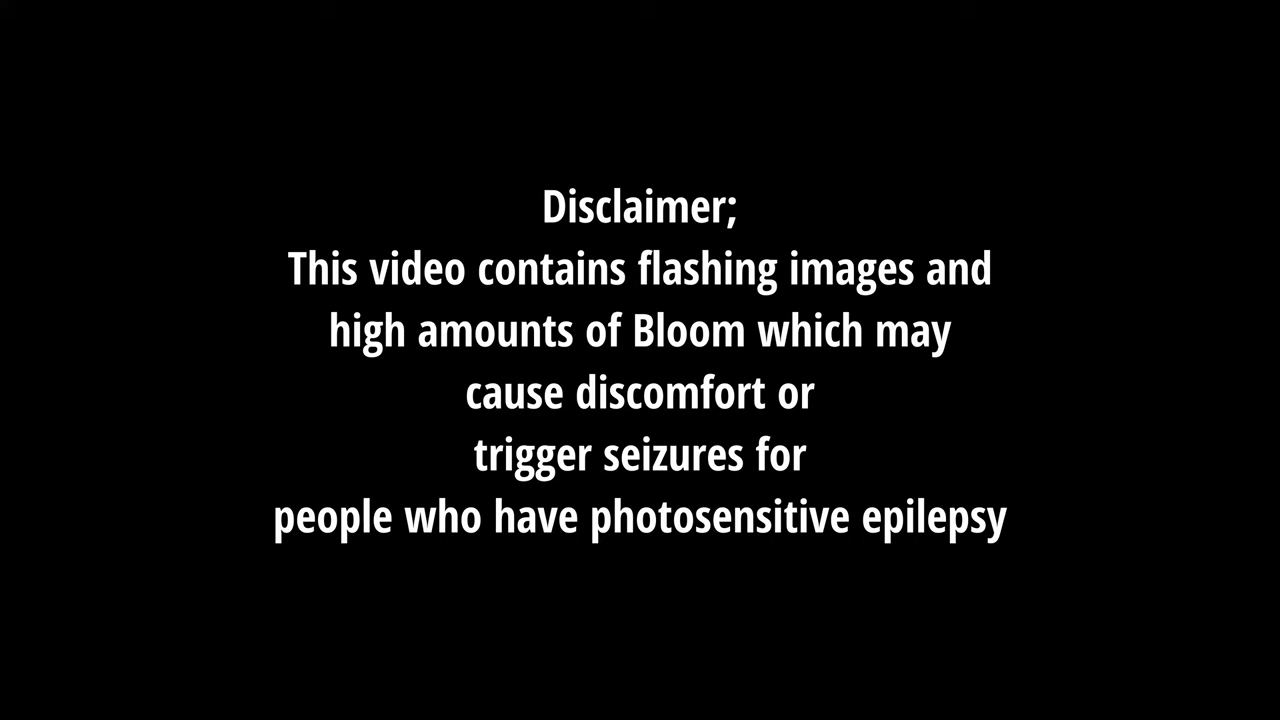 Disclaimer;
This video contains flashing images and
high amounts of Bloom which may
cause discomfort or
trigger seizures for
people who have photosensitive epilepsy